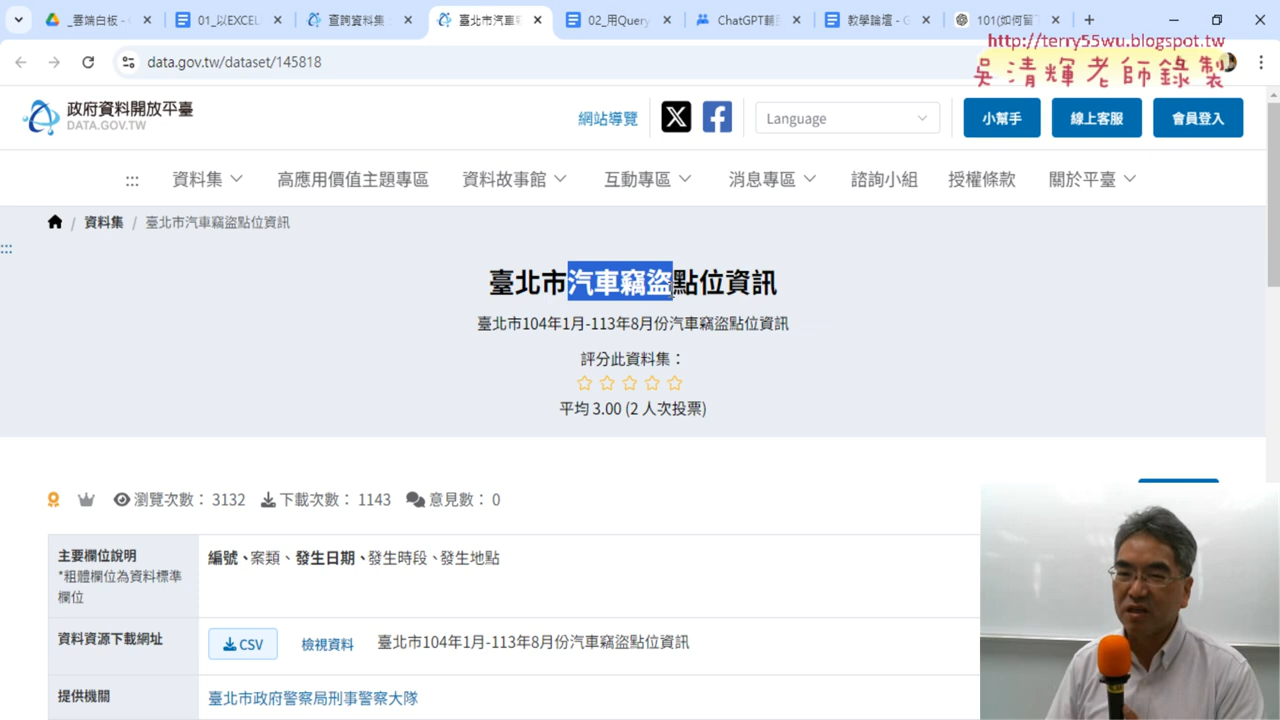 _雲端白板 -
01_以EXCEL
查詢資料集
臺北市汽車
02_用Query
ChatGPT輔
教學論壇 - G
101(如何留
http://terry55wu.blogspot.tw
data.gov.tw/dataset/145818
吳清輝老師錄製
政府資料開放平臺
DATA.GOV.TW
網站導覽
Language
小幫手
線上客服
會員登入
資料集
高應用價值主題專區
資料故事館
互動專區
消息專區
諮詢小組
授權條款
關於平臺
資料集 / 臺北市汽車竊盜點位資訊
臺北市汽車竊盜點位資訊
臺北市104年1月-113年8月份汽車竊盜點位資訊
評分此資料集：
平均 3.00 (2 人次投票)
瀏覽次數： 3132
下載次數： 1143
意見數： 0
主要欄位說明
*粗體欄位為資料標準
欄位
編號、案類、發生日期、發生時段、發生地點
資料資源下載網址
CSV
檢視資料
臺北市104年1月-113年8月份汽車竊盜點位資訊
提供機關
臺北市政府警察局刑事警察大隊